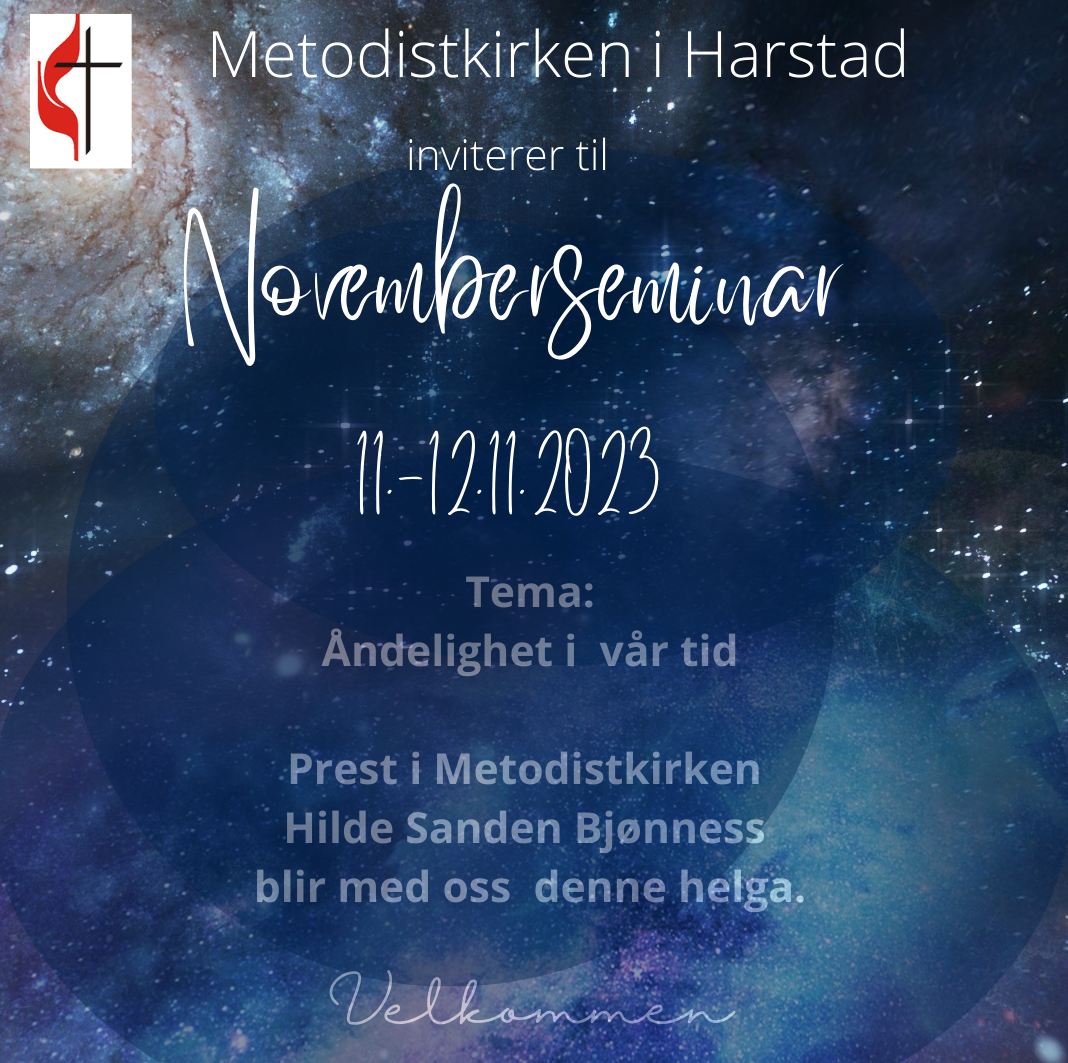 Metodistkirken i Harstad
inviterer til
Novemberseminar
11.-12.11.2023
Tema:
Åndelighet i vår tid
Prest i Metodistkirken
Hilde Sanden Bjønness
blir med oss denne helga.
Velkommen